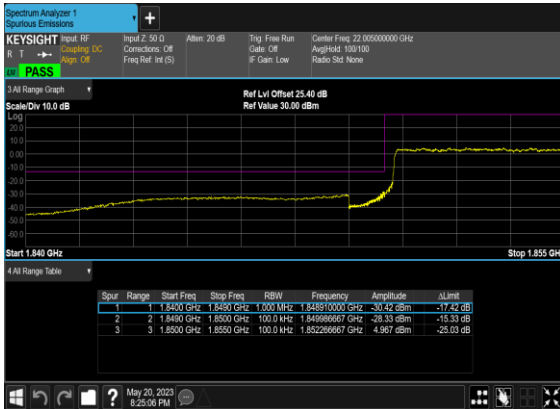 Spectrum Analyzer 1
Spurious Emissions
+
KEYSIGHT Input: RF Input Z: 50 Ω Atten: 20 dB Trig: Free Run Center Freq: 22.005000000 GHz
R T Coupling: DC Corrections: Off Gate: Off Avg|Hold: 100/100
Align: Off Freq Ref: Int (S) IF Gain: Low Radio Std: None
PASS
3 All Range Graph
Ref Lvl Offset 25.40 dB
Scale/Div 10.0 dB Ref Value 30.00 dBm
Log
20.0
10.0
0.00
-10.0
-20.0
-30.0
-40.0
-50.0
-60.0
Start 1.840 GHz Stop 1.855 GH
4 All Range Table
Spur Range Start Freq Stop Freq RBW Frequency Amplitude ΔLimit
1 1 1.8400 GHz 1.8490 GHz 1.000 MHz 1.848910000 GHz -30.42 dBm -17.42 dB
2 2 1.8490 GHz 1.8500 GHz 100.0 kHz 1.849986667 GHz -28.33 dBm -15.33 dB
3 3 1.8500 GHz 1.8550 GHz 100.0 kHz 1.852266667 GHz 4.967 dBm -25.03 dB
? May 20, 2023
8:25:06 PM